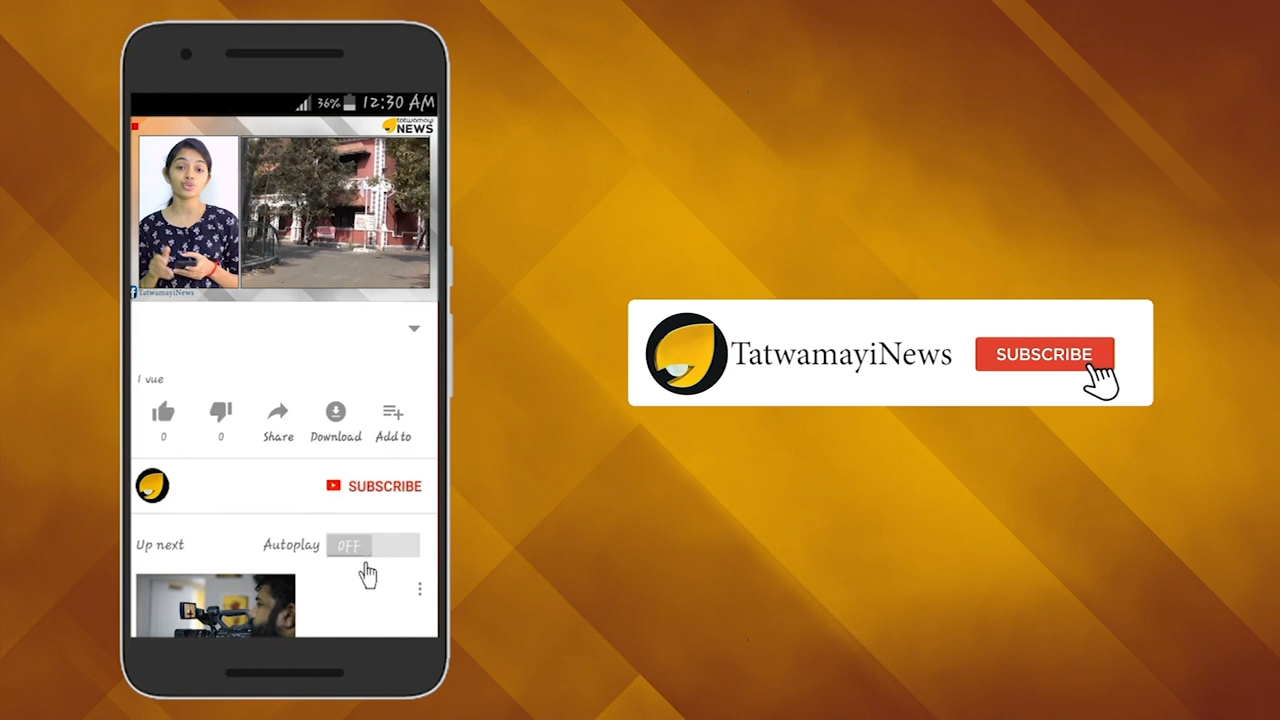 36% 12:30 AM
tatwamayi
NEWS
TatwamayiNews
1 vue
0 0 Share Download Add to
SUBSCRIBE
Up next Autoplay OFF
TatwamayiNews SUBSCRIBE